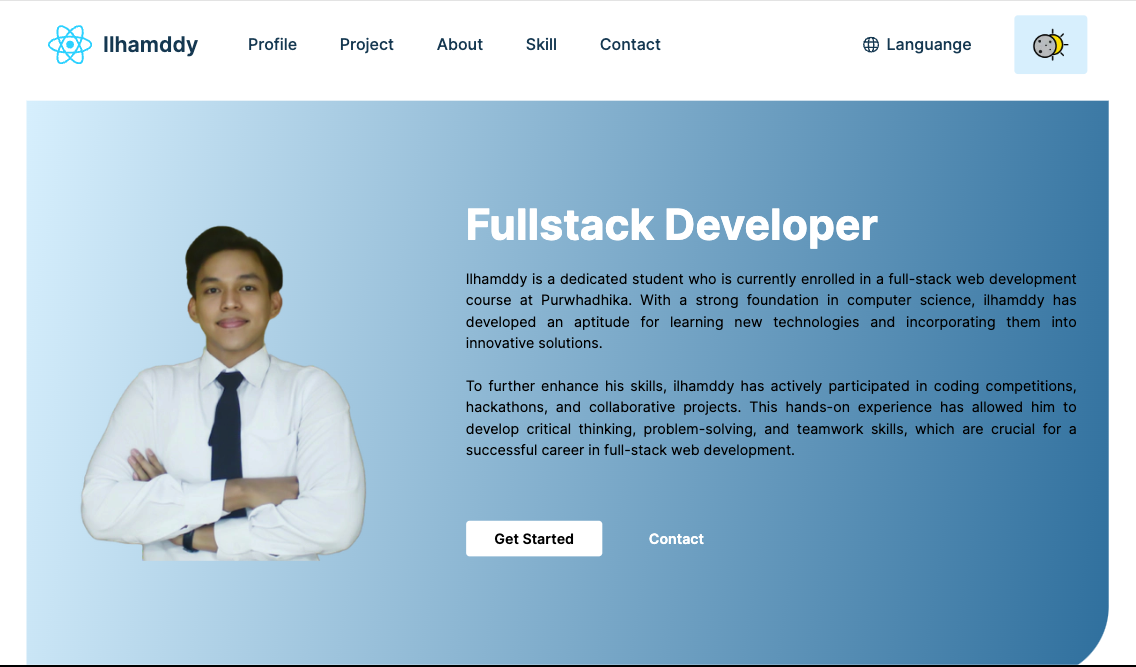 Ilhamddy
Profile
Project
About
Skill
Contact
Languange
Fullstack Developer
Ilhamddy is a dedicated student who is currently enrolled in a full-stack web development
course at Purwhadhika. With a strong foundation in computer science, ilhamddy has
developed an aptitude for learning new technologies and incorporating them into
innovative solutions.
To further enhance his skills, ilhamddy has actively participated in coding competitions,
hackathons, and collaborative projects. This hands-on experience has allowed him to
develop critical thinking, problem-solving, and teamwork skills, which are crucial for a
successful career in full-stack web development.
Get Started
Contact